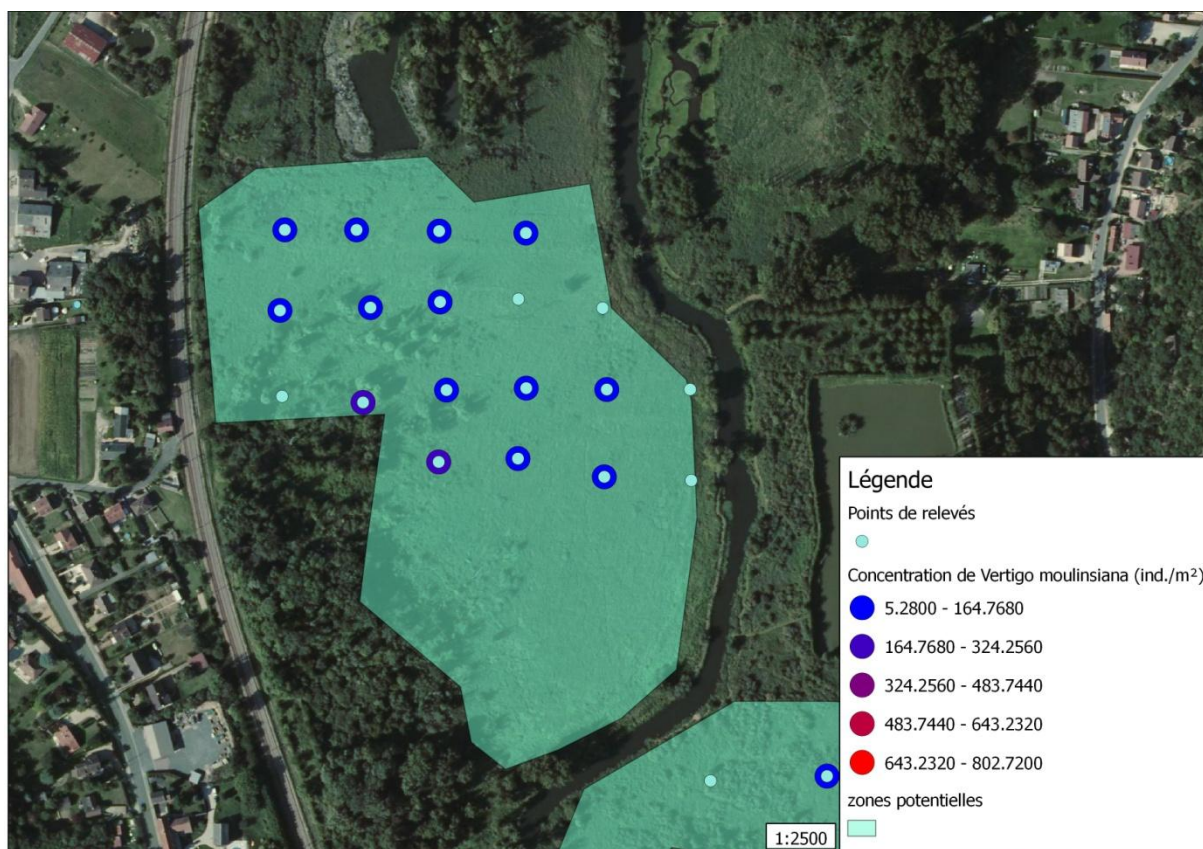 Légende
Points de relevés
Concentration de Vertigo moulinsiana (ind./m²)
5.2800 - 164.7680
164.7680 - 324.2560
324.2560 - 483.7440
483.7440 - 643.2320
643.2320 - 802.7200
zones potentielles
1:2500